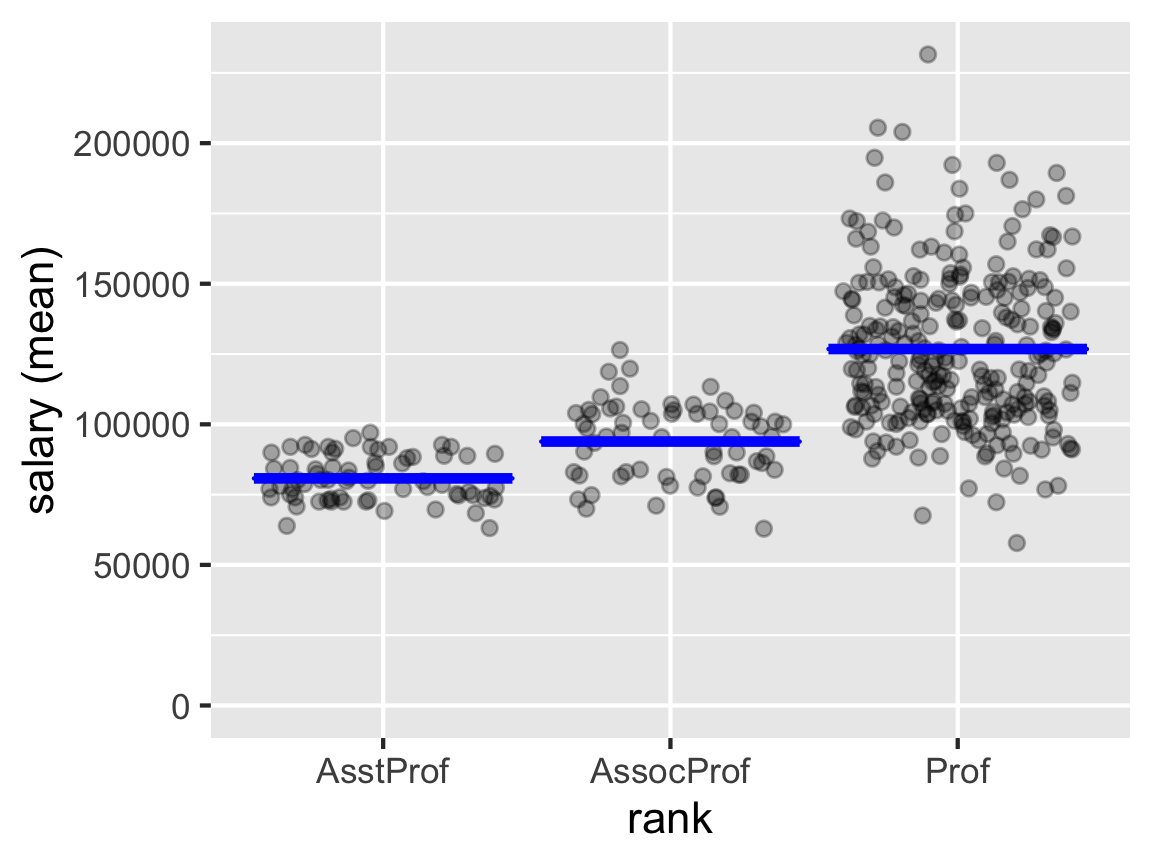 salary (mean)
200000
150000
100000
50000
0
AsstProf
AssocProf
Prof
rank